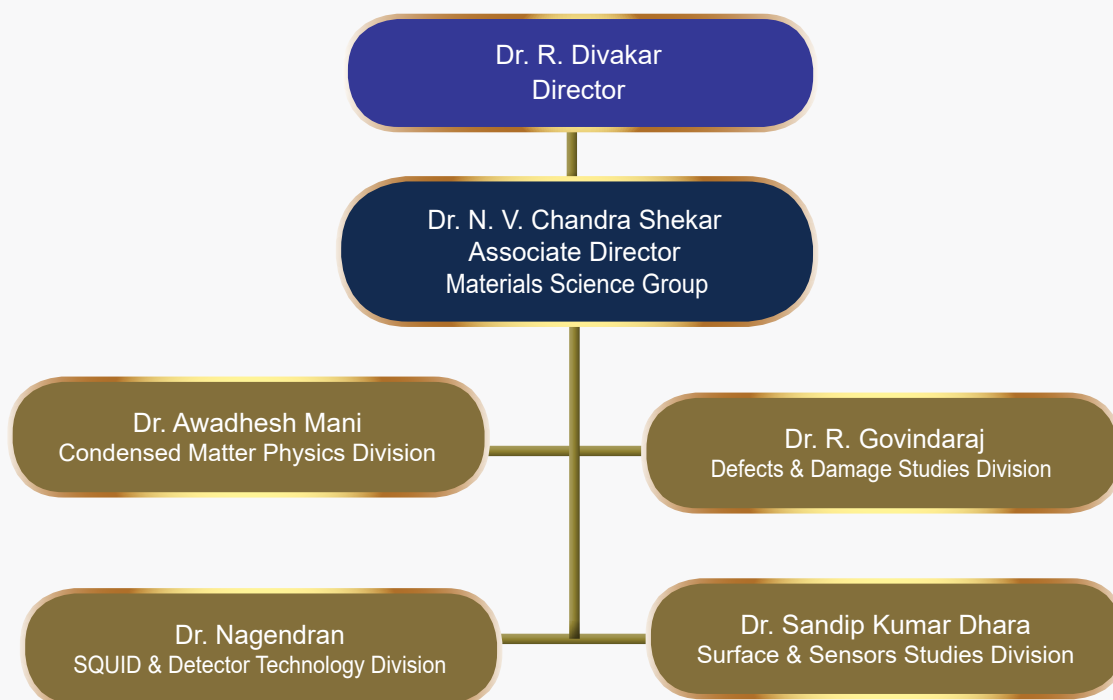 Dr. R. Divakar
Director
Dr. N. V. Chandra Shekar
Associate Director
Materials Science Group
Dr. Awadhesh Mani
Condensed Matter Physics Division
Dr. R. Govindaraj
Defects & Damage Studies Division
Dr. Nagendran
SQUID & Detector Technology Division
Dr. Sandip Kumar Dhara
Surface & Sensors Studies Division